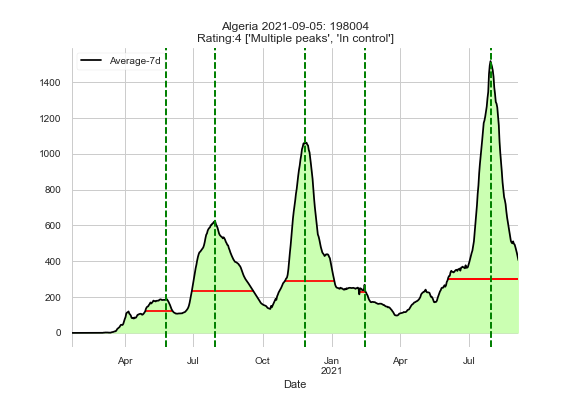 Algeria 2021-09-05: 198004
Rating:4 ['Multiple peaks', 'In control']
Average-7d
1400
1200
1000
800
600
400
200
0
Apr Jul Oct Jan Apr Jul
2021
Date